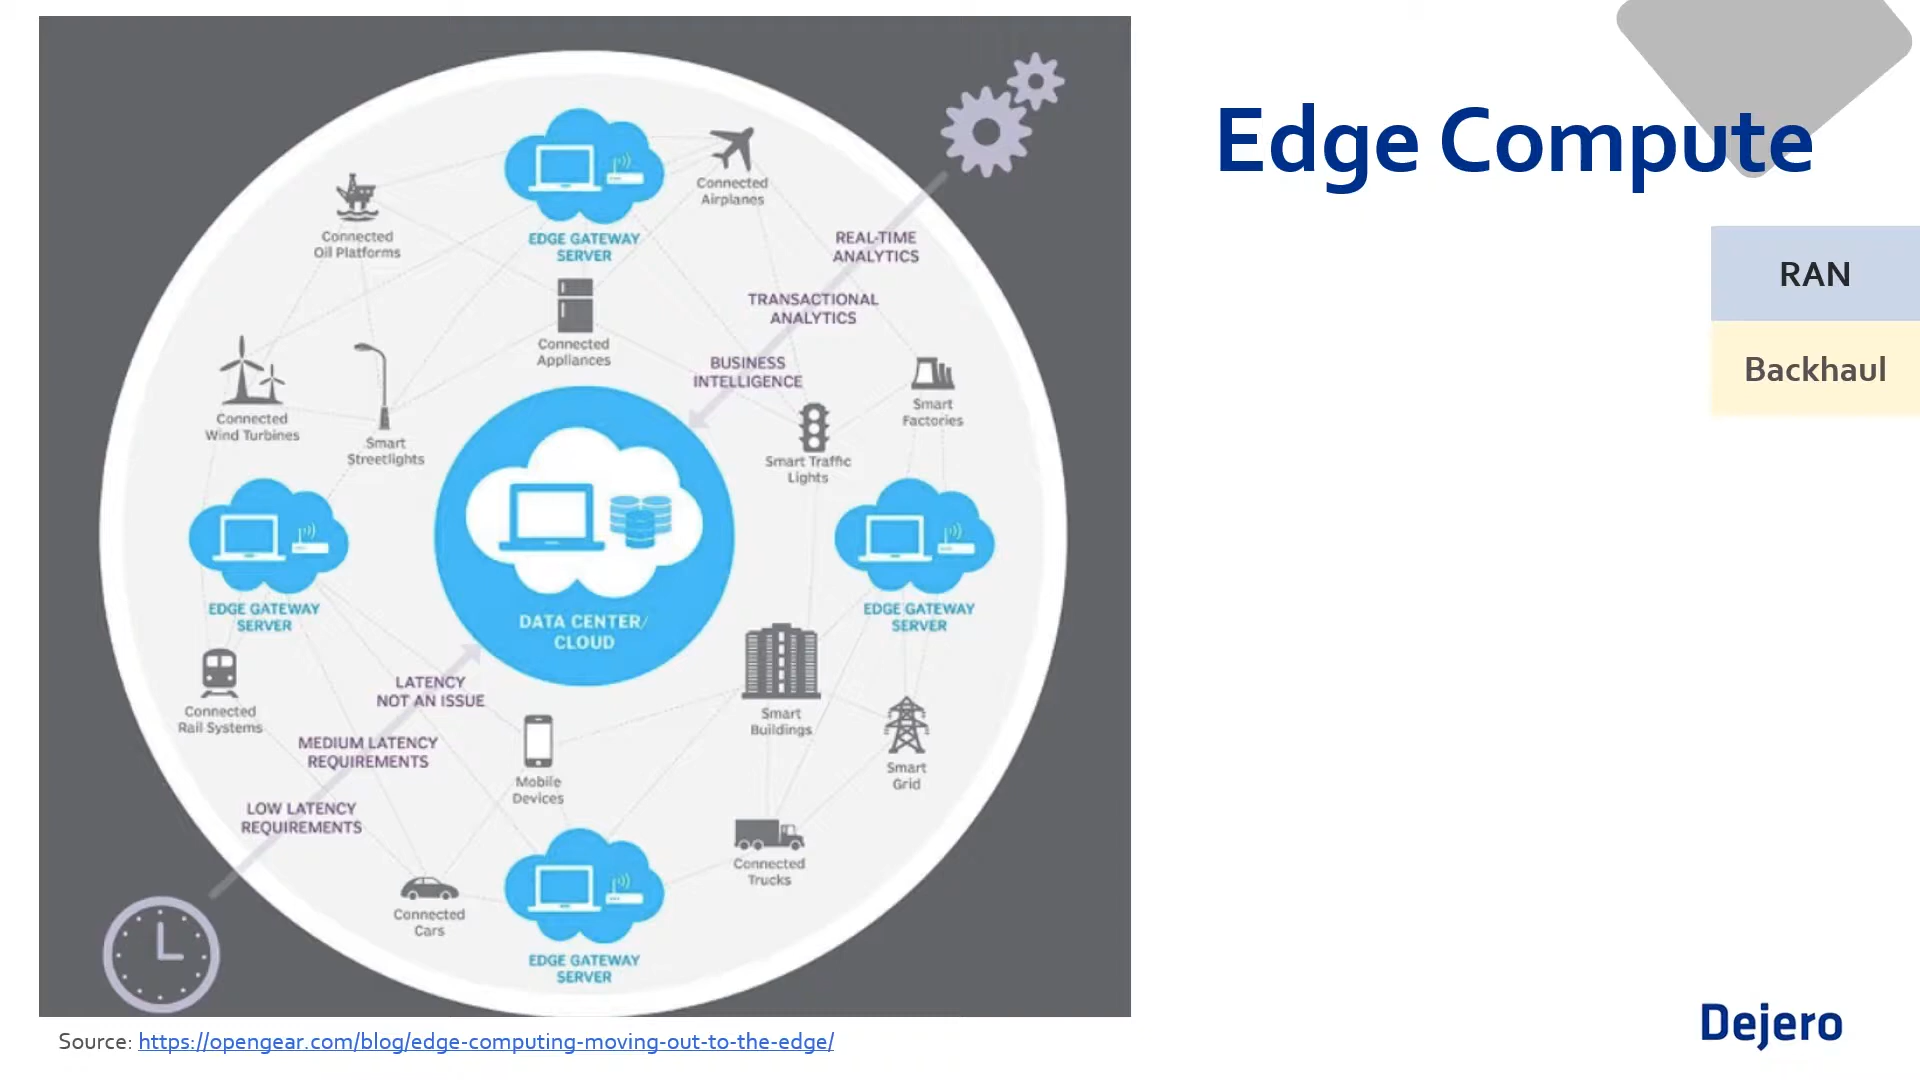 Edge Compute
RAN
Backhaul
EDGE GATEWAY
SERVER
Connected
Airplanes
Connected
Oil Platforms
REAL-TIME
ANALYTICS
TRANSACTIONAL
ANALYTICS
BUSINESS
INTELLIGENCE
Connected
Appliances
Connected
Wind Turbines
Smart
Streetlights
Smart Traffic
Lights
Smart
Factories
EDGE GATEWAY
SERVER
DATA CENTER/
CLOUD
EDGE GATEWAY
SERVER
Connected
Rail Systems
LATENCY
NOT AN ISSUE
MEDIUM LATENCY
REQUIREMENTS
LOW LATENCY
REQUIREMENTS
Mobile
Devices
Smart
Buildings
Smart
Grid
Connected
Trucks
Connected
Cars
EDGE GATEWAY
SERVER
Source: https://opengear.com/blog/edge-computing-moving-out-to-the-edge/
Dejero